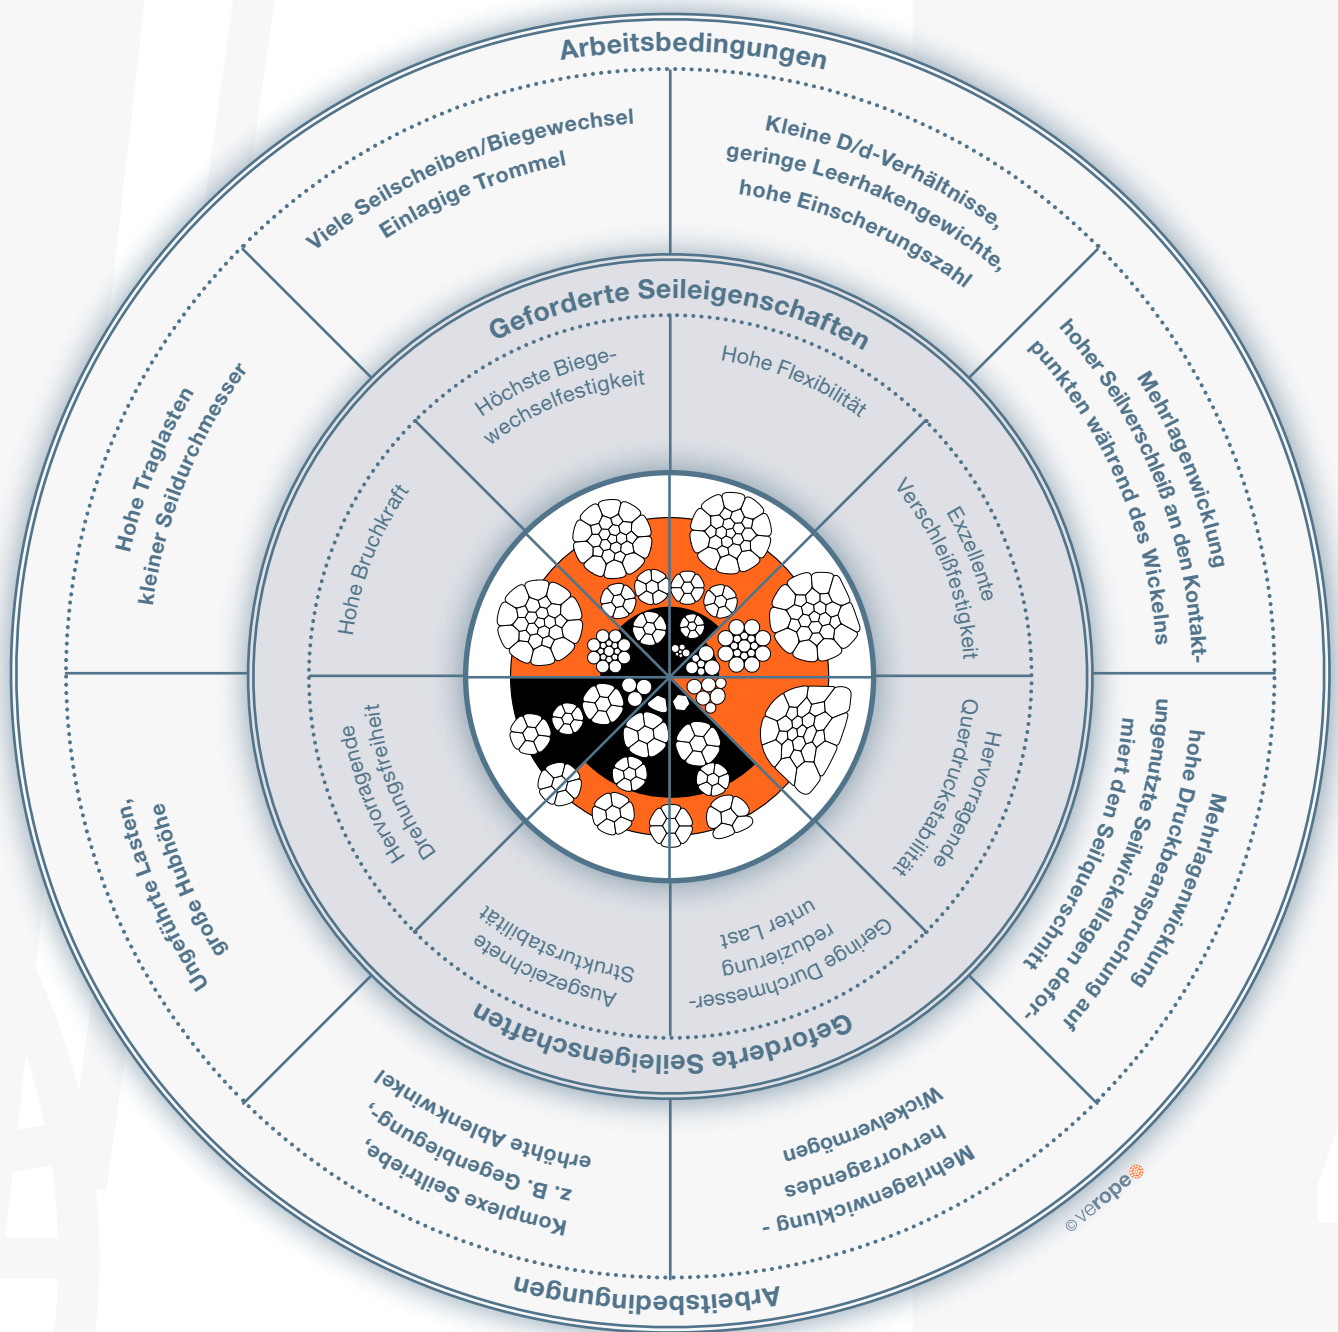 Arbeitsbedingungen
Viele Seilscheiben/Biegewechsel
Einlagige Trommel
Kleine D/d-Verhältnisse,
geringe Leerhakengewichte,
hohe Einscherungszahl
Mehrlagenwicklung
hoher Seilverschleiß an den Kontakt-
punkten während des Wickelns
Mehrlagenwicklung
hohe Druckbeanspruchung auf
ungenutzte Seilwickellagen defor-
miert den Seilquerschnitt
Mehrlagenwicklung -
hervorragendes
Wickelvermögen
Komplexe Seiltriebe,
z. B. Gegenbiegung-,
erhöhte Ablenkwinkel
Ungeführte Lasten,
große Hubhöhe
Hohe Traglasten
kleiner Seildurchmesser
Arbeitsbedingungen
Geforderte Seileigenschaften
Höchste Biege-
wechselfestigkeit
Hohe Flexibilität
Exzellente
Verschleißfestigkeit
Hervorragende
Querdruckstabilität
Geringe Durchmesser-
reduzierung
unter Last
Ausgezeichnete
Strukturstabilität
Hervorragende
Drehungsfreiheit
Hohe Bruchkraft
Geforderte Seileigenschaften
© verope